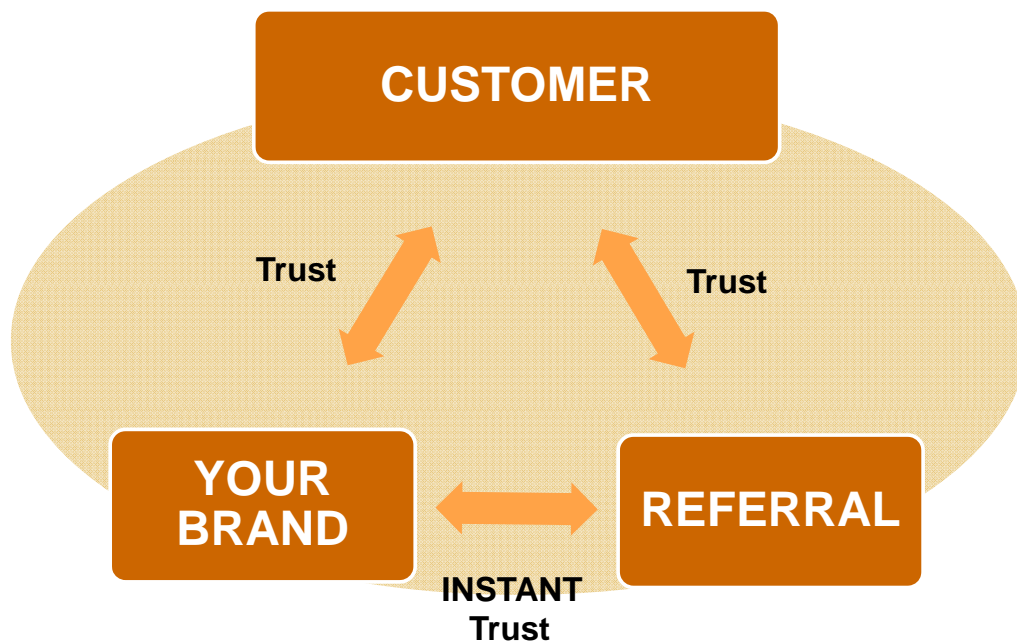 CUSTOMER
Trust
Trust
YOUR
BRAND
REFERRAL
INSTANT
Trust